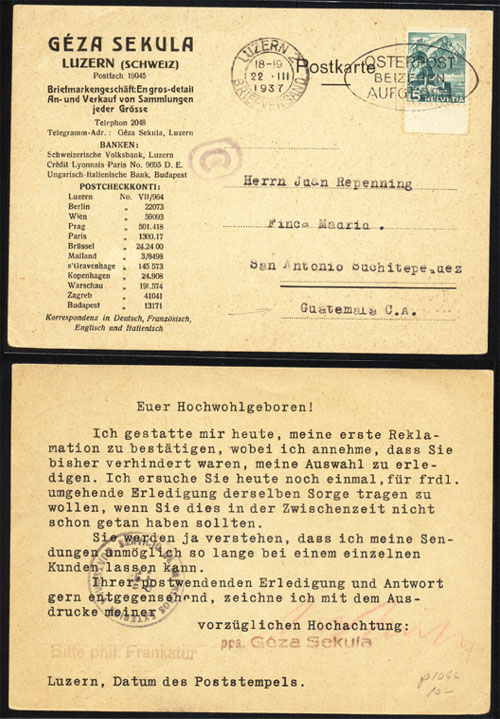 GÉZA SEKULA
LUZERN (SCHWEIZ)
Postfach 19045
Briefmarkengeschäft: En gros-detail
An- und Verkauf von Sammlungen
jeder Grösse
Telephon 2048
Telegramm-Adr.: Géza Sekula, Luzern
BANKEN:
Schweizerische Volksbank, Luzern
Crédit Lyonnais Paris No. 9695 D. E.
Ungarisch-Italienische Bank, Budapest
POSTCHECKKONTI:
Luzern No. VII/964
Berlin „ 22073
Wien „ 59093
Prag „ 501.418
Paris „ 1300.17
Brüssel „ 24.24 00
Mailand „ 3/8498
s'Gravenhage „ 145 573
Kopenhagen „ 24.908
Warschau „ 191.574
Zagreb „ 41041
Budapest „ 13171
Korrespondenz in Deutsch, Französisch,
Englisch und Italienisch
LUZERN 2
18-19
22 III
1937
BRIEFVERSAND
Postkarte
OSTERPOST
BEIZEITEN
AUFGEBEN
5 HELVETIA
C
Herrn Juan Repenning
Finca Madrid.
San Antonio Suchitepequez
Guatemala C.A.
Euer Hochwohlgeboren!
Ich gestatte mir heute, meine erste Rekla-
mation zu bestätigen, wobei ich annehme, dass Sie
bisher verhindert waren, meine Auswahl zu erle-
digen. Ich ersuche Sie heute noch einmal, für frdl.
umgehende Erledigung derselben Sorge tragen zu
wollen, wenn Sie dies in der Zwischenzeit nicht
schon getan haben sollten.
Sie werden ja verstehen, dass ich meine Sen-
dungen unmöglich so lange bei einem einzelnen
Kunden lassen kann.
Ihrer postwendenden Erledigung und Antwort
gern entgegensehend, zeichne ich mit dem Aus-
drucke meiner
vorzüglichen Hochachtung:
ppa. Géza Sekula
Bitte phil. Frankatur
Luzern, Datum des Poststempels.
10-